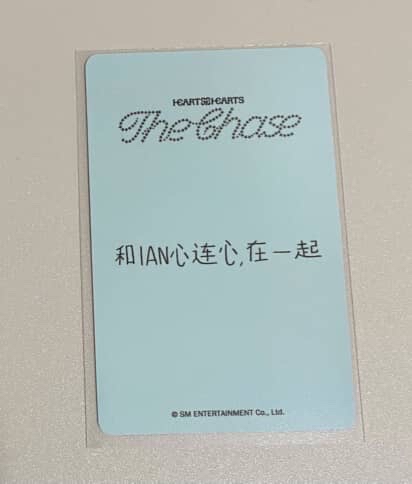 HEARTS2HEARTS
The Chase
和IAN心连心,在一起
© SM ENTERTAINMENT Co., Ltd.